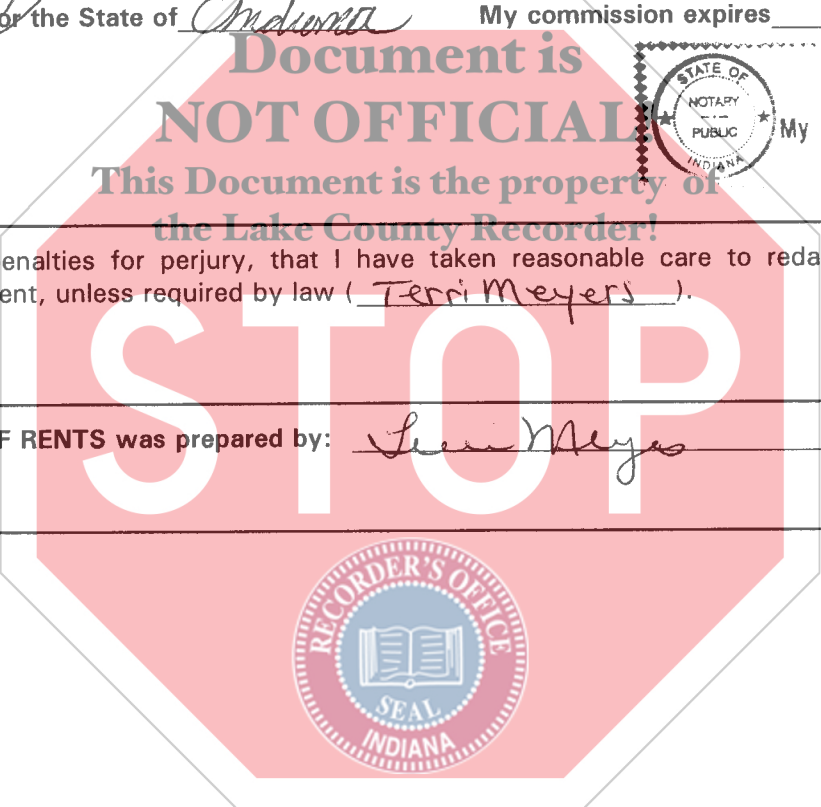 or the State of Indiana My commission expires
Document is
NOT OFFICIAL!
STATE OF
NOTARY
PUBLIC
INDIANA
My
This Document is the property of
the Lake County Recorder!
enalties for perjury, that I have taken reasonable care to reda
ent, unless required by law ( Terri Meyers ).
STOP
F RENTS was prepared by: Terri Meyers
RECORDER'S OFFICE
SEAL
INDIANA